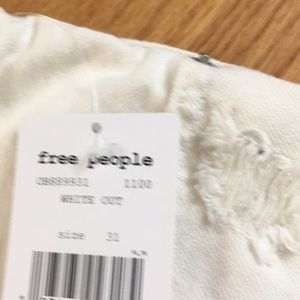 free people
OB889931 1100
WHITE OUT
size 31